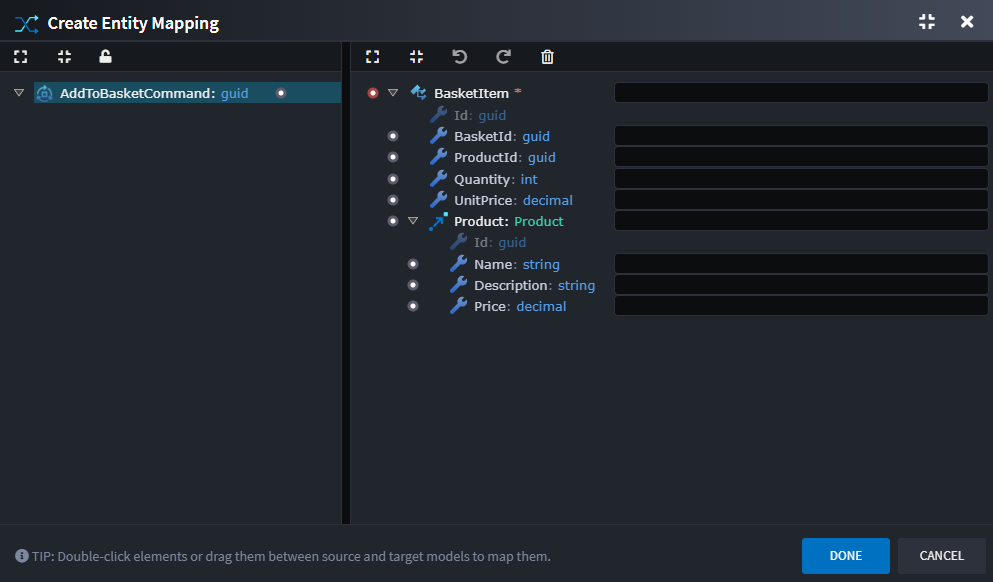 Create Entity Mapping
AddToBasketCommand: guid
BasketItem *
Id: guid
BasketId: guid
ProductId: guid
Quantity: int
UnitPrice: decimal
Product: Product
Id: guid
Name: string
Description: string
Price: decimal
TIP: Double-click elements or drag them between source and target models to map them.
DONE
CANCEL